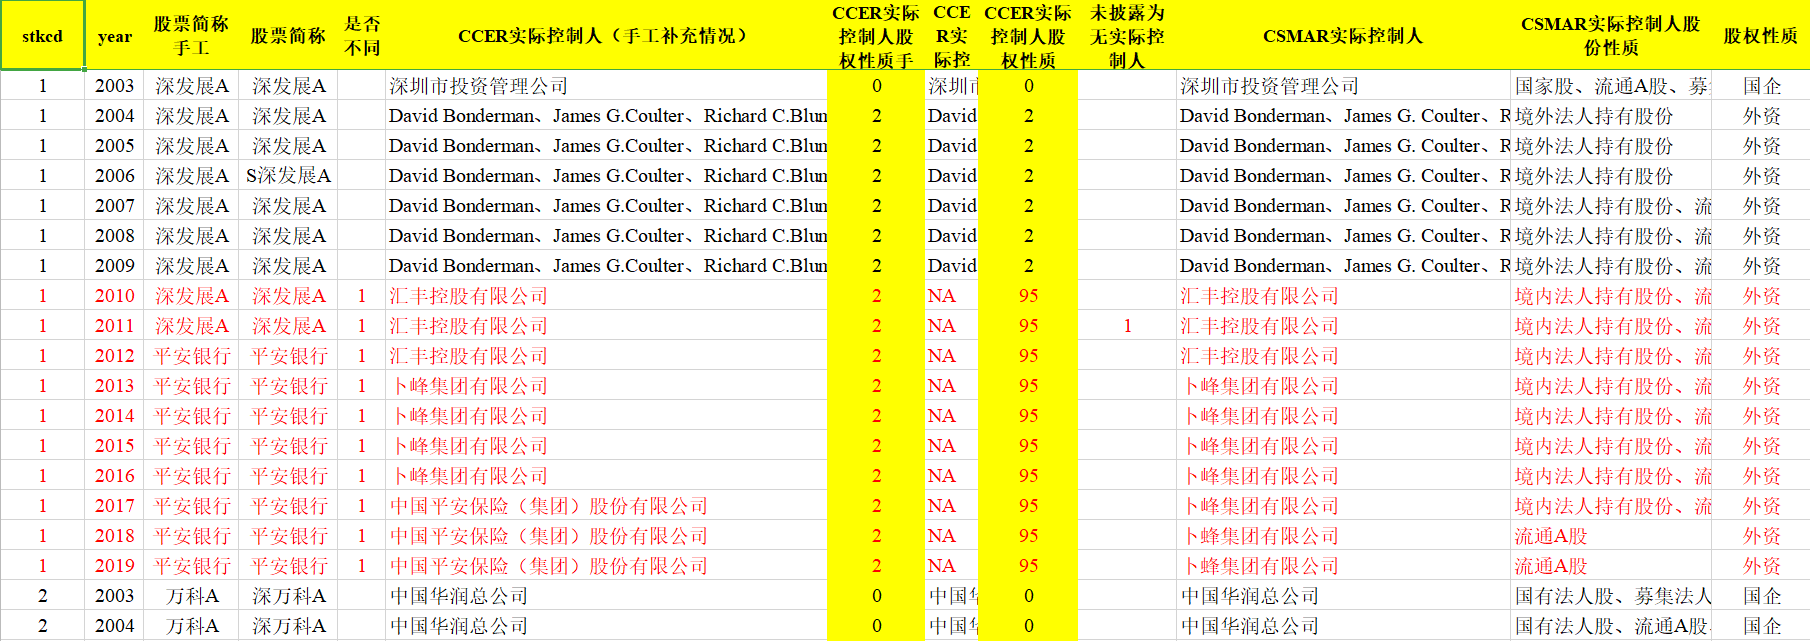 stkcd year 股票简称手工 股票简称 是否不同 CCER实际控制人（手工补充情况） CCER实际控制人股权性质手 CCER实际控 CCER实际控制人股权性质 未披露为无实际控制人 CSMAR实际控制人 CSMAR实际控制人股份性质 股权性质
1 2003 深发展A 深发展A 深圳市投资管理公司 0 深圳市 0 深圳市投资管理公司 国家股、流通A股、募 国企
1 2004 深发展A 深发展A David Bonderman、James G.Coulter、Richard C.Blun 2 David 2 David Bonderman、James G. Coulter、R 境外法人持有股份 外资
1 2005 深发展A 深发展A David Bonderman、James G.Coulter、Richard C.Blun 2 David 2 David Bonderman、James G. Coulter、R 境外法人持有股份 外资
1 2006 深发展A S深发展A David Bonderman、James G.Coulter、Richard C.Blun 2 David 2 David Bonderman、James G. Coulter、R 境外法人持有股份 外资
1 2007 深发展A 深发展A David Bonderman、James G.Coulter、Richard C.Blun 2 David 2 David Bonderman、James G. Coulter、R 境外法人持有股份、流 外资
1 2008 深发展A 深发展A David Bonderman、James G.Coulter、Richard C.Blun 2 David 2 David Bonderman、James G. Coulter、R 境外法人持有股份、流 外资
1 2009 深发展A 深发展A David Bonderman、James G.Coulter、Richard C.Blun 2 David 2 David Bonderman、James G. Coulter、R 境外法人持有股份、流 外资
1 2010 深发展A 深发展A 1 汇丰控股有限公司 2 NA 95 汇丰控股有限公司 境内法人持有股份、流 外资
1 2011 深发展A 深发展A 1 汇丰控股有限公司 2 NA 95 1 汇丰控股有限公司 境内法人持有股份、流 外资
1 2012 平安银行 平安银行 1 汇丰控股有限公司 2 NA 95 汇丰控股有限公司 境内法人持有股份、流 外资
1 2013 平安银行 平安银行 1 卜峰集团有限公司 2 NA 95 卜峰集团有限公司 境内法人持有股份、流 外资
1 2014 平安银行 平安银行 1 卜峰集团有限公司 2 NA 95 卜峰集团有限公司 境内法人持有股份、流 外资
1 2015 平安银行 平安银行 1 卜峰集团有限公司 2 NA 95 卜峰集团有限公司 境内法人持有股份、流 外资
1 2016 平安银行 平安银行 1 卜峰集团有限公司 2 NA 95 卜峰集团有限公司 境内法人持有股份、流 外资
1 2017 平安银行 平安银行 1 中国平安保险（集团）股份有限公司 2 NA 95 卜峰集团有限公司 境内法人持有股份、流 外资
1 2018 平安银行 平安银行 1 中国平安保险（集团）股份有限公司 2 NA 95 卜蜂集团有限公司 流通A股 外资
1 2019 平安银行 平安银行 1 中国平安保险（集团）股份有限公司 2 NA 95 卜蜂集团有限公司 流通A股 外资
2 2003 万科A 深万科A 中国华润总公司 0 中国华 0 中国华润总公司 国有法人股、募集法人 国企
2 2004 万科A 深万科A 中国华润总公司 0 中国华 0 中国华润总公司 国有法人股、流通A股 国企